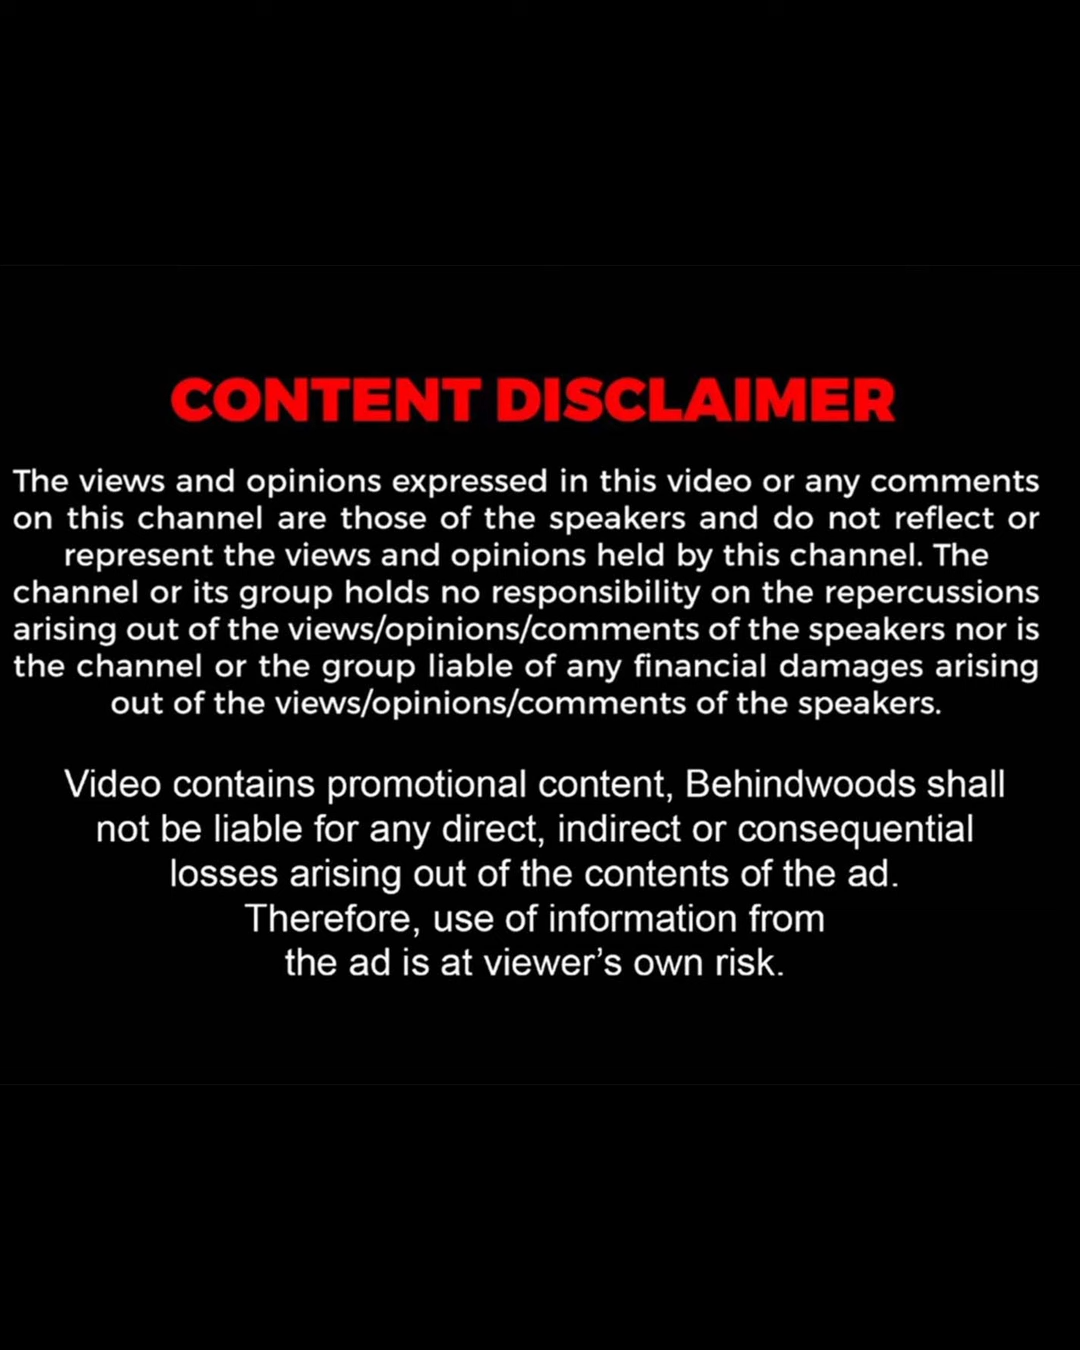 CONTENT DISCLAIMER
The views and opinions expressed in this video or any comments
on this channel are those of the speakers and do not reflect or
represent the views and opinions held by this channel. The
channel or its group holds no responsibility on the repercussions
arising out of the views/opinions/comments of the speakers nor is
the channel or the group liable of any financial damages arising
out of the views/opinions/comments of the speakers.
Video contains promotional content, Behindwoods shall
not be liable for any direct, indirect or consequential
losses arising out of the contents of the ad.
Therefore, use of information from
the ad is at viewer’s own risk.